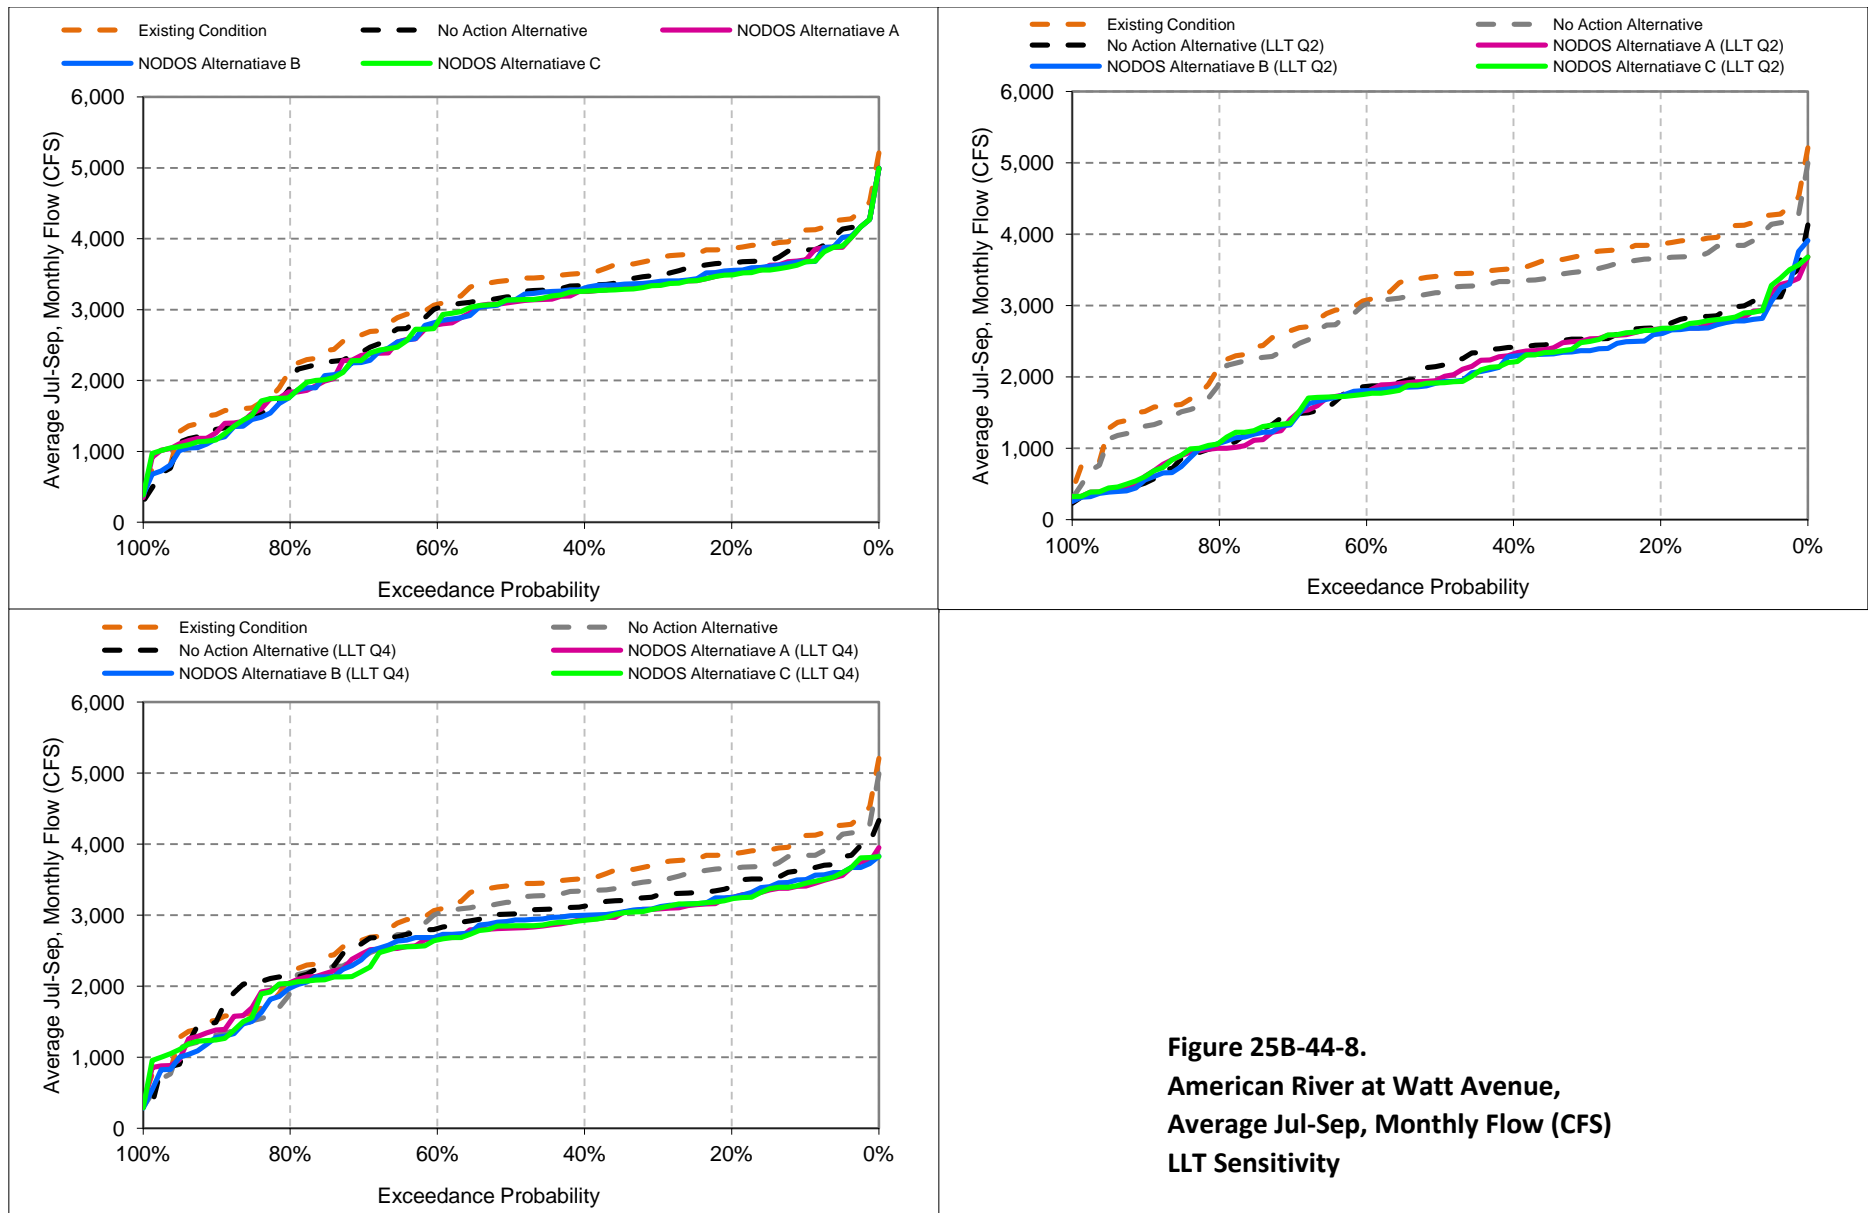 Existing Condition
No Action Alternative
NODOS Alternatiave A
NODOS Alternatiave B
NODOS Alternatiave C
6,000
5,000
4,000
3,000
2,000
1,000
0
Average Jul-Sep, Monthly Flow (CFS)
100% 80% 60% 40% 20% 0%
Exceedance Probability
Existing Condition
No Action Alternative
No Action Alternative (LLT Q2)
NODOS Alternatiave A (LLT Q2)
NODOS Alternatiave B (LLT Q2)
NODOS Alternatiave C (LLT Q2)
6,000
5,000
4,000
3,000
2,000
1,000
0
Average Jul-Sep, Monthly Flow (CFS)
100% 80% 60% 40% 20% 0%
Exceedance Probability
Existing Condition
No Action Alternative
No Action Alternative (LLT Q4)
NODOS Alternatiave A (LLT Q4)
NODOS Alternatiave B (LLT Q4)
NODOS Alternatiave C (LLT Q4)
6,000
5,000
4,000
3,000
2,000
1,000
0
Average Jul-Sep, Monthly Flow (CFS)
100% 80% 60% 40% 20% 0%
Exceedance Probability
Figure 25B-44-8.
American River at Watt Avenue,
Average Jul-Sep, Monthly Flow (CFS)
LLT Sensitivity